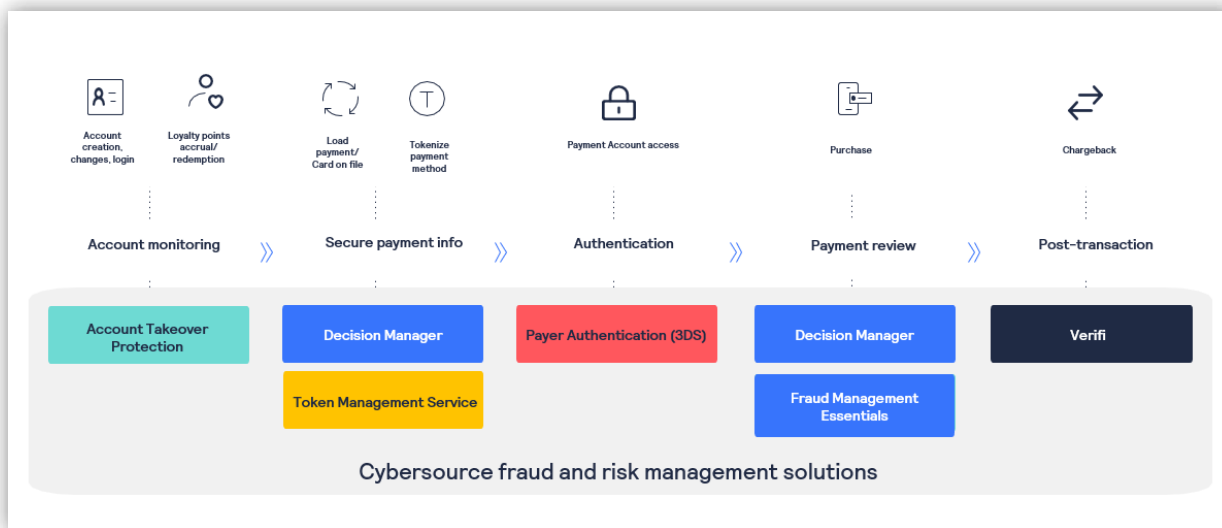 Account
creation,
changes, login
Loyalty points
accrual/
redemption
Load
payment/
Card on file
T
Tokenize
payment
method
Payment Account access
Purchase
Chargeback
Account monitoring
Secure payment info
Authentication
Payment review
Post-transaction
Account Takeover
Protection
Decision Manager
Token Management Service
Payer Authentication (3DS)
Decision Manager
Fraud Management
Essentials
Verifi
Cybersource fraud and risk management solutions